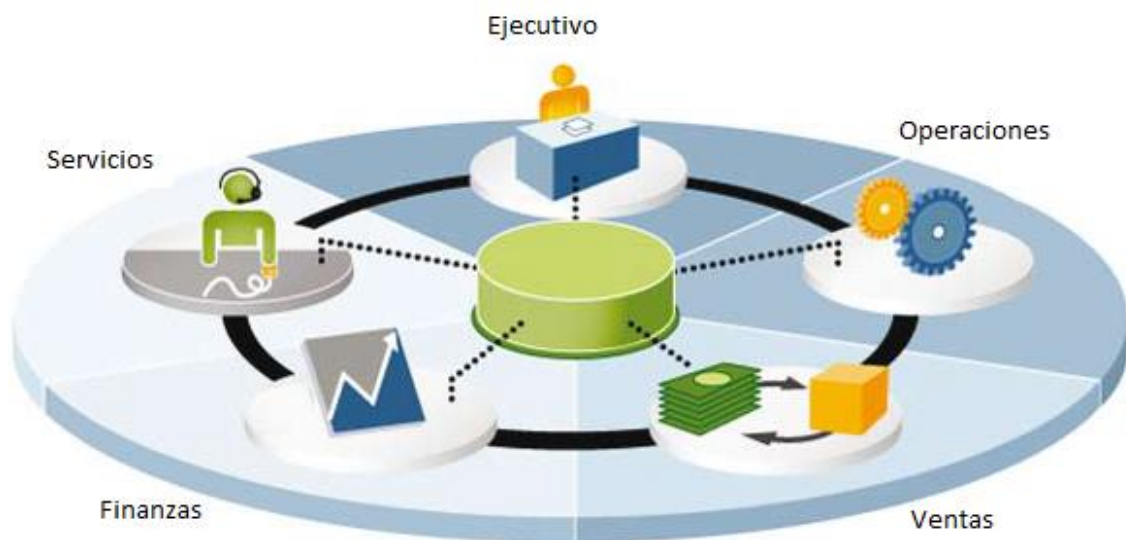 Ejecutivo
Operaciones
Servicios
Finanzas
Ventas